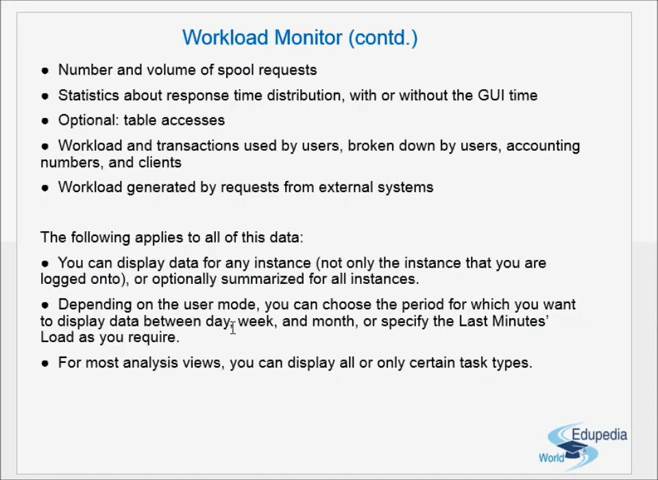 Workload Monitor (contd.)
● Number and volume of spool requests
● Statistics about response time distribution, with or without the GUI time
● Optional: table accesses
● Workload and transactions used by users, broken down by users, accounting
numbers, and clients
● Workload generated by requests from external systems
The following applies to all of this data:
● You can display data for any instance (not only the instance that you are
logged onto), or optionally summarized for all instances.
● Depending on the user mode, you can choose the period for which you want
to display data between day, week, and month, or specify the Last Minutes'
Load as you require.
● For most analysis views, you can display all or only certain task types.
Edupedia
World